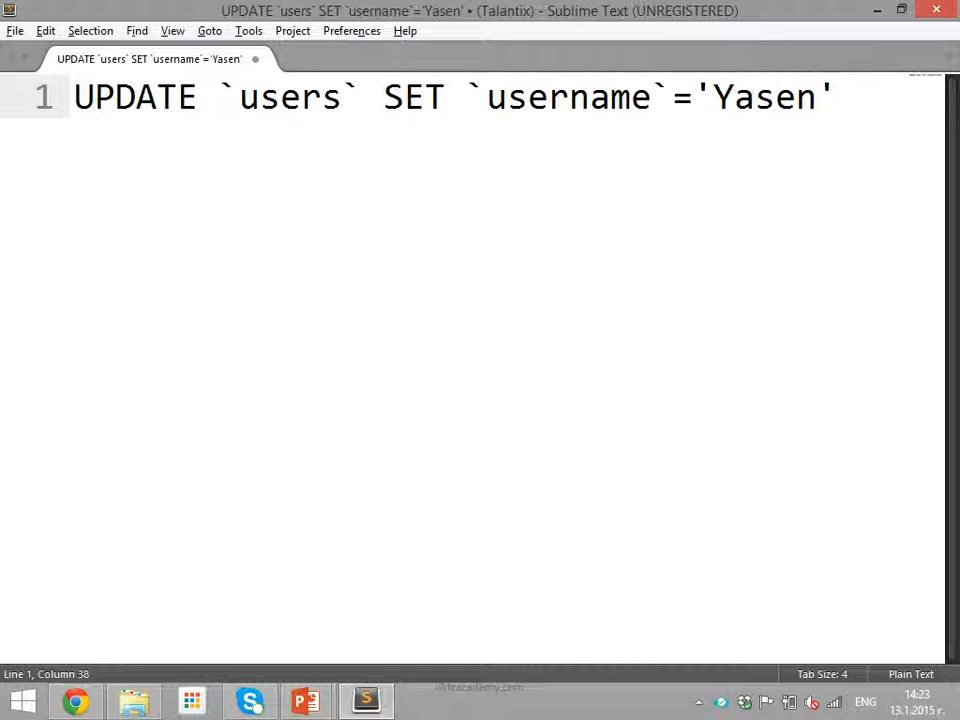 UPDATE `users` SET `username`='Yasen' • (Talantix) - Sublime Text (UNREGISTERED)
File Edit Selection Find View Goto Tools Project Preferences Help
UPDATE `users` SET `username`='Yasen'
1 UPDATE `users` SET `username`='Yasen'
Line 1, Column 38 Tab Size: 4 Plain Text
ЕНГ 14:23
13.1.2015 г.